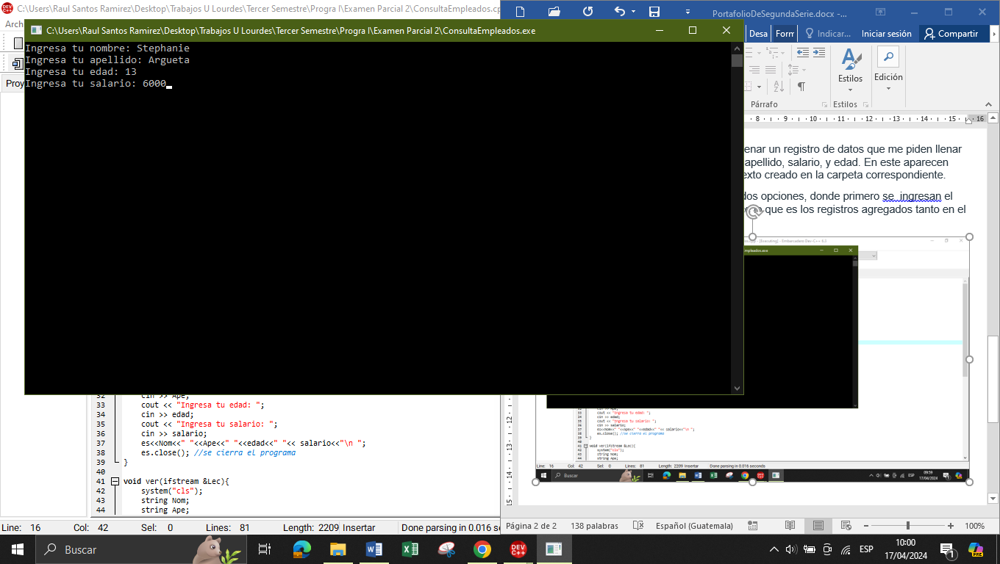 C:\Users\Raul Santos Ramirez\Desktop\Trabajos U Lourdes\Tercer Semestre\Progra I\Examen Parcial 2\ConsultaEmpleados.cp
Arch
Proy
C:\Users\Raul Santos Ramirez\Desktop\Trabajos U Lourdes\Tercer Semestre\Progra I\Examen Parcial 2\ConsultaEmpleados.exe
Ingresa tu nombre: Stephanie
Ingresa tu apellido: Argueta
Ingresa tu edad: 13
Ingresa tu salario: 6000
PortafolioDeSegundaSerie.docx -...
Desa Form Indicar... Iniciar sesión Compartir
Estilos Edición
Párrafo Estilos
8 9 10 11 12 13 14 15 16
enar un registro de datos que me piden llenar
apellido, salario, y edad. En este aparecen
exto creado en la carpeta correspondiente.
dos opciones, donde primero se ingresan el
que es los registros agregados tanto en el
32 cin >> Ape;
33 cout << "Ingresa tu edad: ";
34 cin >> edad;
35 cout << "Ingresa tu salario: ";
36 cin >> salario;
37 es<<Nom<<" "<<Ape<<" "<<edad<<" "<< salario<<"\n ";
38 es.close(); //se cierra el programa
39 }
40
41 void ver(ifstream &Lec){
42 system("cls");
43 string Nom;
44 string Ape;
[Executing] - Embarcadero Dev-C++ 6.3
mpleados.exe
cin >> Ape;
33 cout << "Ingresa tu edad: ";
34 cin >> edad;
35 cout << "Ingresa tu salario: ";
36 cin >> salario;
37 es<<Nom<<" "<<Ape<<" "<<edad<<" "<< salario<<"\n ";
38 es.close(); //se cierra el programa
39 }
40
41 void ver(ifstream &Lec){
42 system("cls");
43 string Nom;
44 string Ape;
Line: 16 Col: 42 Sel: 0 Lines: 81 Length: 2209 Insertar Done parsing in 0.016 seconds
Buscar
ESP
09:59
17/04/2024
12
13
14
15
Line: 16 Col: 42 Sel: 0 Lines: 81 Length: 2209 Insertar Done parsing in 0.016 se
Página 2 de 2 138 palabras Español (Guatemala) 100%
Buscar
DEV C++
ESP
10:00
17/04/2024
1
PRE